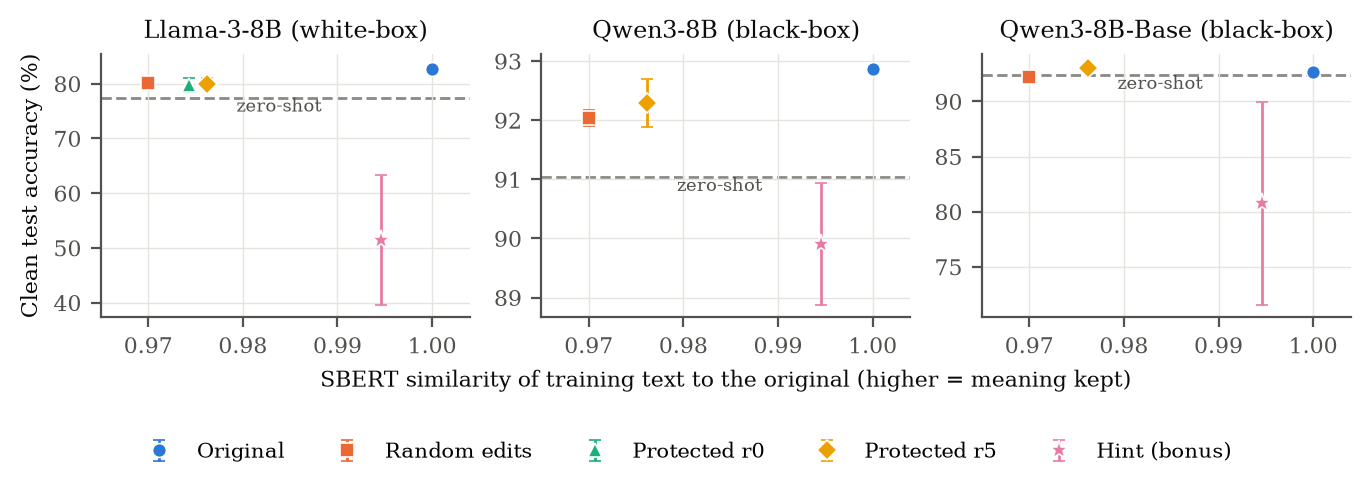 Llama-3-8B (white-box)
Qwen3-8B (black-box)
Qwen3-8B-Base (black-box)
Clean test accuracy (%)
80
70
60
50
40
zero-shot
0.97 0.98 0.99 1.00
93
92
91
90
89
zero-shot
0.97 0.98 0.99 1.00
90
85
80
75
zero-shot
0.97 0.98 0.99 1.00
SBERT similarity of training text to the original (higher = meaning kept)
Original Random edits Protected r0 Protected r5 Hint (bonus)